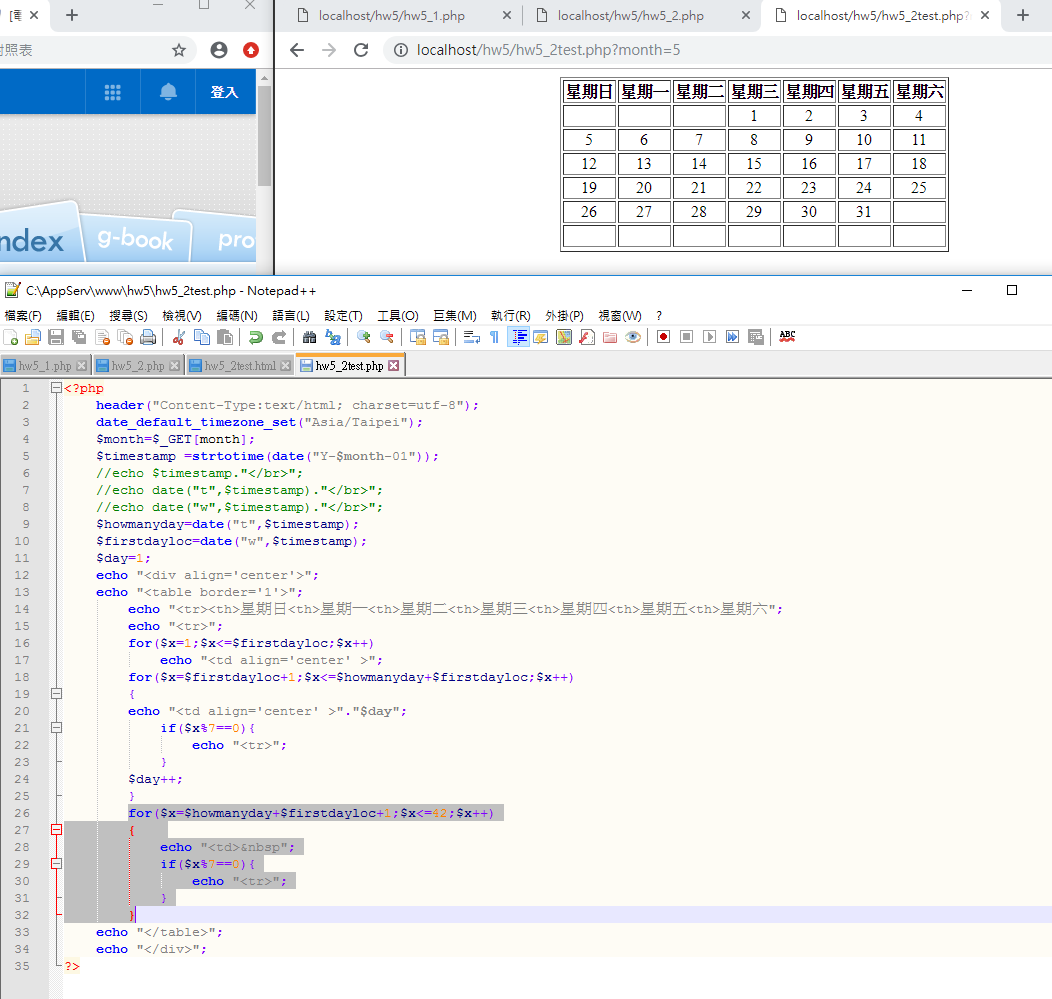 [電
localhost/hw5/hw5_1.php
localhost/hw5/hw5_2.php
localhost/hw5/hw5_2test.php?
對照表
localhost/hw5/hw5_2test.php?month=5
登入
星期日 星期一 星期二 星期三 星期四 星期五 星期六
1 2 3 4
5 6 7 8 9 10 11
12 13 14 15 16 17 18
19 20 21 22 23 24 25
26 27 28 29 30 31
ndex g-book pro
C:\AppServ\www\hw5\hw5_2test.php - Notepad++
檔案(F) 編輯(E) 搜尋(S) 檢視(V) 編碼(N) 語言(L) 設定(T) 工具(O) 巨集(M) 執行(R) 外掛(P) 視窗(W) ?
ABC
hw5_1.php hw5_2.php hw5_2test.html hw5_2test.php
1 <?php
2 header("Content-Type:text/html; charset=utf-8");
3 date_default_timezone_set("Asia/Taipei");
4 $month=$_GET[month];
5 $timestamp =strtotime(date("Y-$month-01"));
6 //echo $timestamp."</br>";
7 //echo date("t",$timestamp)."</br>";
8 //echo date("w",$timestamp)."</br>";
9 $howmanyday=date("t",$timestamp);
10 $firstdayloc=date("w",$timestamp);
11 $day=1;
12 echo "<div align='center'>";
13 echo "<table border='1'>";
14 echo "<tr><th>星期日<th>星期一<th>星期二<th>星期三<th>星期四<th>星期五<th>星期六";
15 echo "<tr>";
16 for($x=1;$x<=$firstdayloc;$x++)
17 echo "<td align='center' >";
18 for($x=$firstdayloc+1;$x<=$howmanyday+$firstdayloc;$x++)
19 {
20 echo "<td align='center' >"."$day";
21 if($x%7==0){
22 echo "<tr>";
23 }
24 $day++;
25 }
26 for($x=$howmanyday+$firstdayloc+1;$x<=42;$x++)
27 {
28 echo "<td>&nbsp";
29 if($x%7==0){
30 echo "<tr>";
31 }
32 }
33 echo "</table>";
34 echo "</div>";
35 ?>